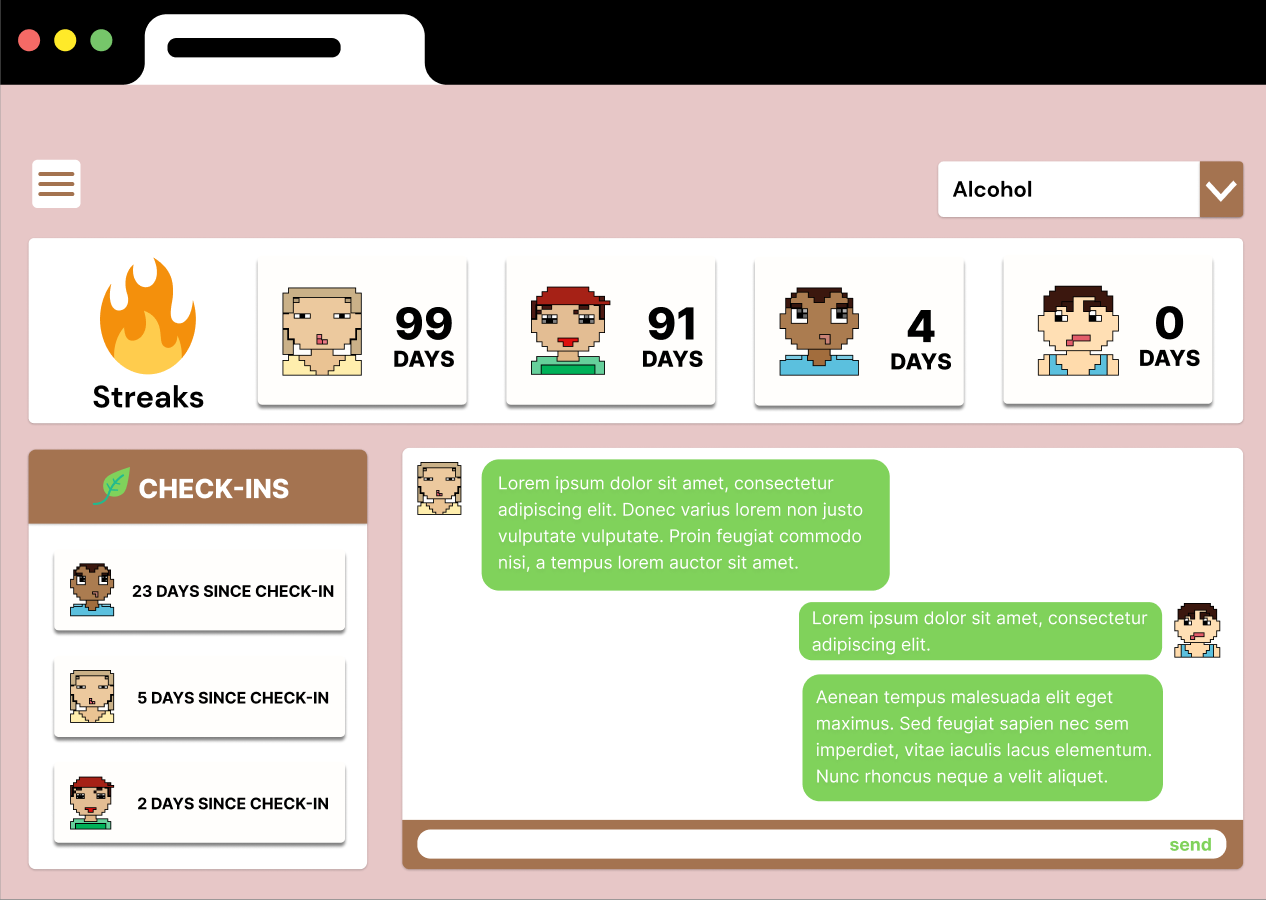 Alcohol
Streaks
99
DAYS
91
DAYS
4
DAYS
0
DAYS
CHECK-INS
23 DAYS SINCE CHECK-IN
5 DAYS SINCE CHECK-IN
2 DAYS SINCE CHECK-IN
Lorem ipsum dolor sit amet, consectetur
adipiscing elit. Donec varius lorem non justo
vulputate vulputate. Proin feugiat commodo
nisi, a tempus lorem auctor sit amet.
Lorem ipsum dolor sit amet, consectetur
adipiscing elit.
Aenean tempus malesuada elit eget
maximus. Sed feugiat sapien nec sem
imperdiet, vitae iaculis lacus elementum.
Nunc rhoncus neque a velit aliquet.
send